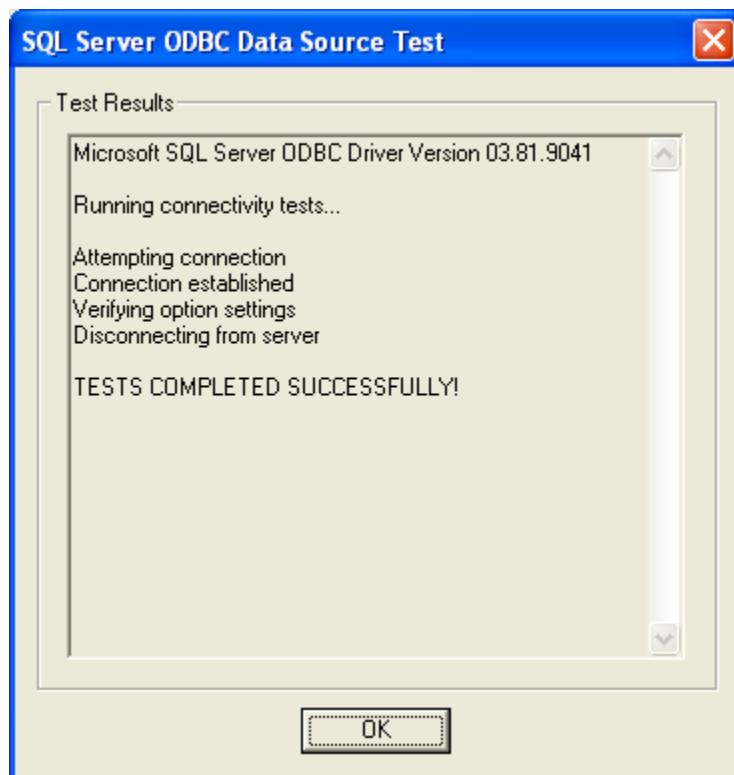 SQL Server ODBC Data Source Test
Test Results
Microsoft SQL Server ODBC Driver Version 03.81.9041
Running connectivity tests...
Attempting connection
Connection established
Verifying option settings
Disconnecting from server
TESTS COMPLETED SUCCESSFULLY!
OK